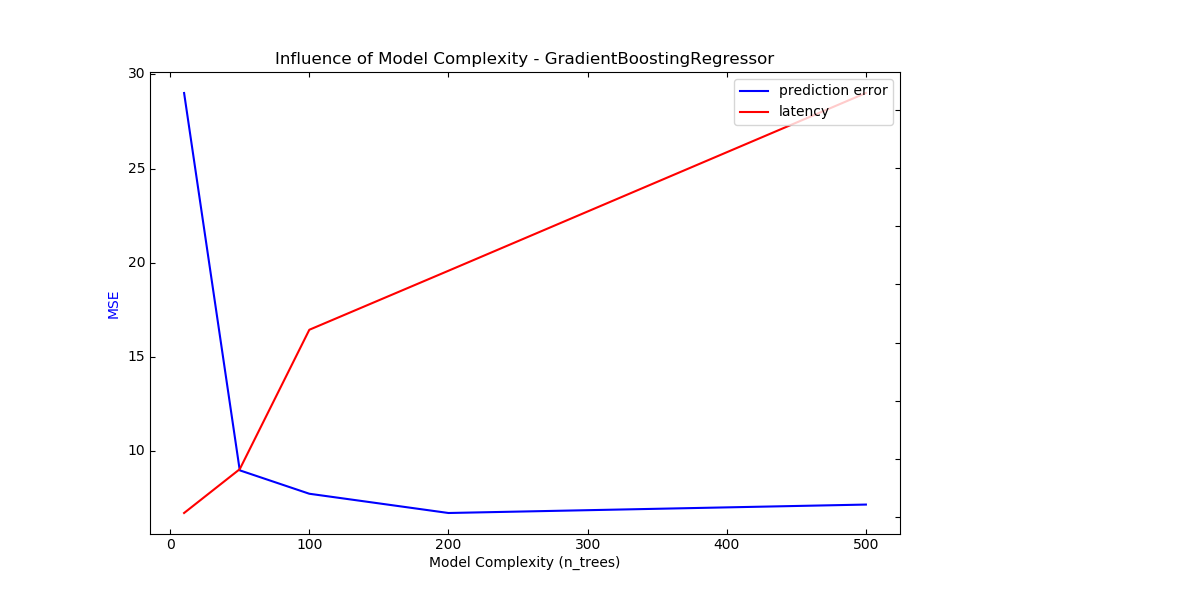 Influence of Model Complexity - GradientBoostingRegressor
prediction error
latency
30
25
20
15
10
MSE
0 100 200 300 400 500
Model Complexity (n_trees)